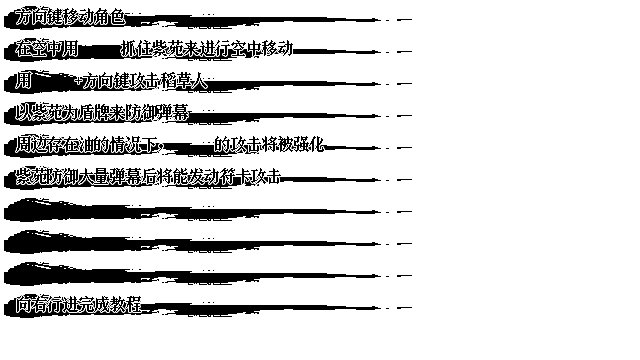 方向键移动角色
在空中用 抓住紫苑来进行空中移动
用 +方向键攻击稻草人
以紫苑为盾牌来防御弹幕
周边存在油的情况下， 的攻击将被强化
紫苑防御大量弹幕后将能发动符卡攻击
向右行进完成教程